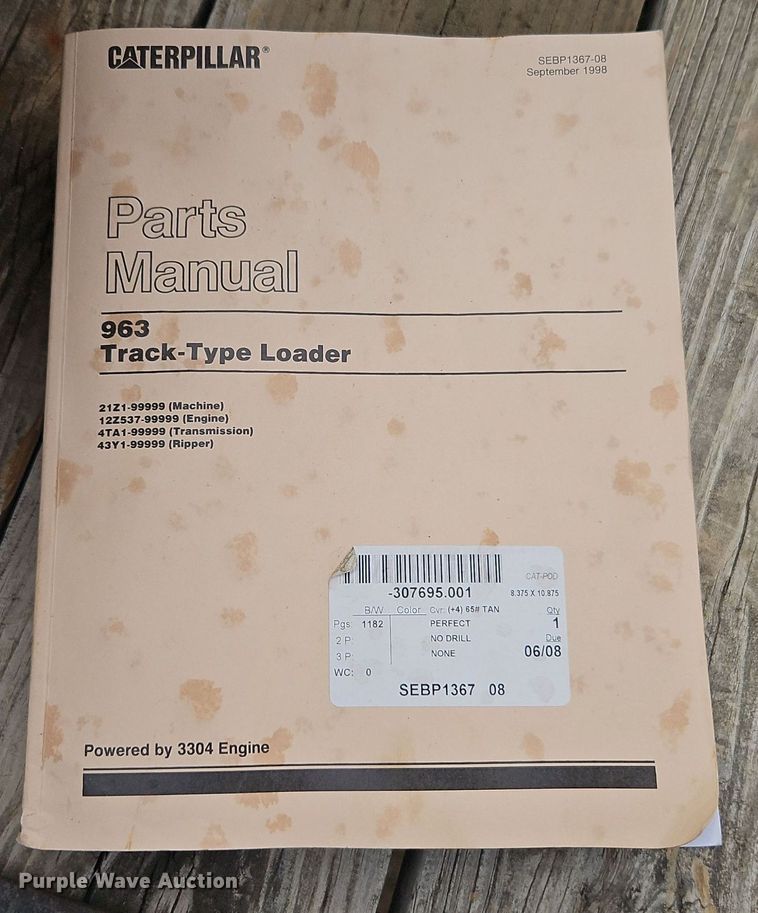 CATERPILLAR®
SEBP1367-08
September 1998
Parts
Manual
963
Track-Type Loader
21Z1-99999 (Machine)
12Z537-99999 (Engine)
4TA1-99999 (Transmission)
43Y1-99999 (Ripper)
-307695.001
CAT-POD
8.375 X 10.875
B/W Color Cvr: (+4) 65# TAN Qty
Pgs: 1182 PERFECT 1
2 P: NO DRILL Due
3 P: NONE 06/08
WC: 0
SEBP1367 08
Powered by 3304 Engine
Purple Wave Auction